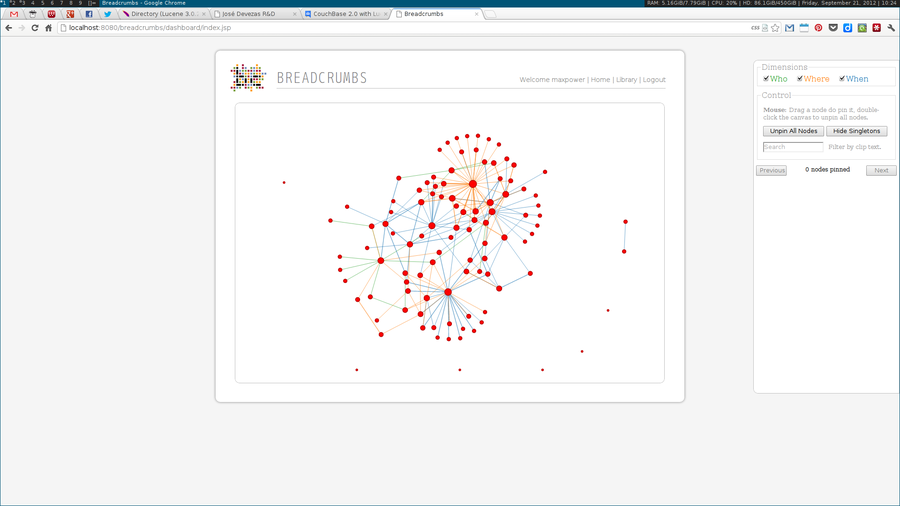 Breadcrumbs - Google Chrome
RAM: 5.16GiB/7.79GiB | CPU: 20% | HD: 86.1GiB/450GiB | Friday, September 21, 2012 | 10:24
1 2 3 4 5 6 7 8 9
Directory (Lucene 3.0.
José Devezas R&D
CouchBase 2.0 with Lu
Breadcrumbs
localhost:8080/breadcrumbs/dashboard/index.jsp
BREADCRUMBS
Welcome maxpower | Home | Library | Logout
Dimensions
Who Where When
Control
Mouse: Drag a node do pin it, double-
click the canvas to unpin all nodes.
Unpin All Nodes Hide Singletons
Search Filter by clip text.
Previous 0 nodes pinned Next